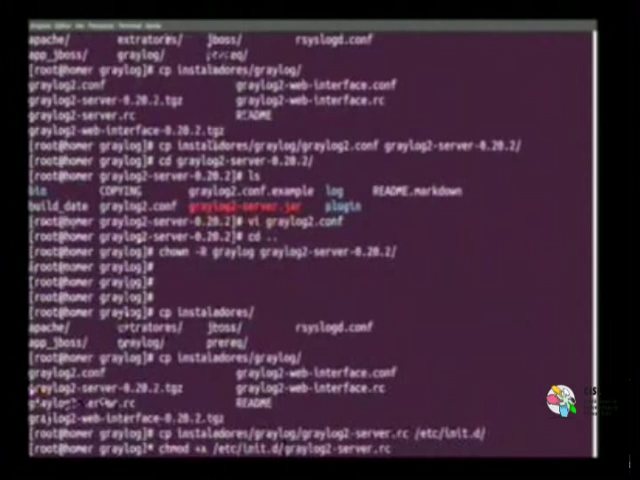 apache/ extratores/ jboss/ rsyslogd.conf
app_jboss/ graylog/ prereq/
[root@homer graylog]# cp instaladores/graylog/
graylog2.conf graylog2-web-interface.conf
graylog2-server-0.20.2.tgz graylog2-web-interface.rc
graylog2-server.rc README
graylog2-web-interface-0.20.2.tgz
[root@homer graylog]# cp instaladores/graylog/graylog2.conf graylog2-server-0.20.2/
[root@homer graylog]# cd graylog2-server-0.20.2/
[root@homer graylog2-server-0.20.2]# ls
bin COPYING graylog2.conf.example log README.markdown
build_date graylog2.conf graylog2-server.jar plugin
[root@homer graylog2-server-0.20.2]# vi graylog2.conf
[root@homer graylog2-server-0.20.2]# cd ..
[root@homer graylog]# chown -R graylog graylog2-server-0.20.2/
[root@homer graylog]#
[root@homer graylog]#
[root@homer graylog]#
[root@homer graylog]# cp instaladores/
apache/ extratores/ jboss/ rsyslogd.conf
app_jboss/ graylog/ prereq/
[root@homer graylog]# cp instaladores/graylog/
graylog2.conf graylog2-web-interface.conf
graylog2-server-0.20.2.tgz graylog2-web-interface.rc
graylog2-server.rc README
graylog2-web-interface-0.20.2.tgz
[root@homer graylog]# cp instaladores/graylog/graylog2-server.rc /etc/init.d/
[root@homer graylog]# chmod +x /etc/init.d/graylog2-server.rc